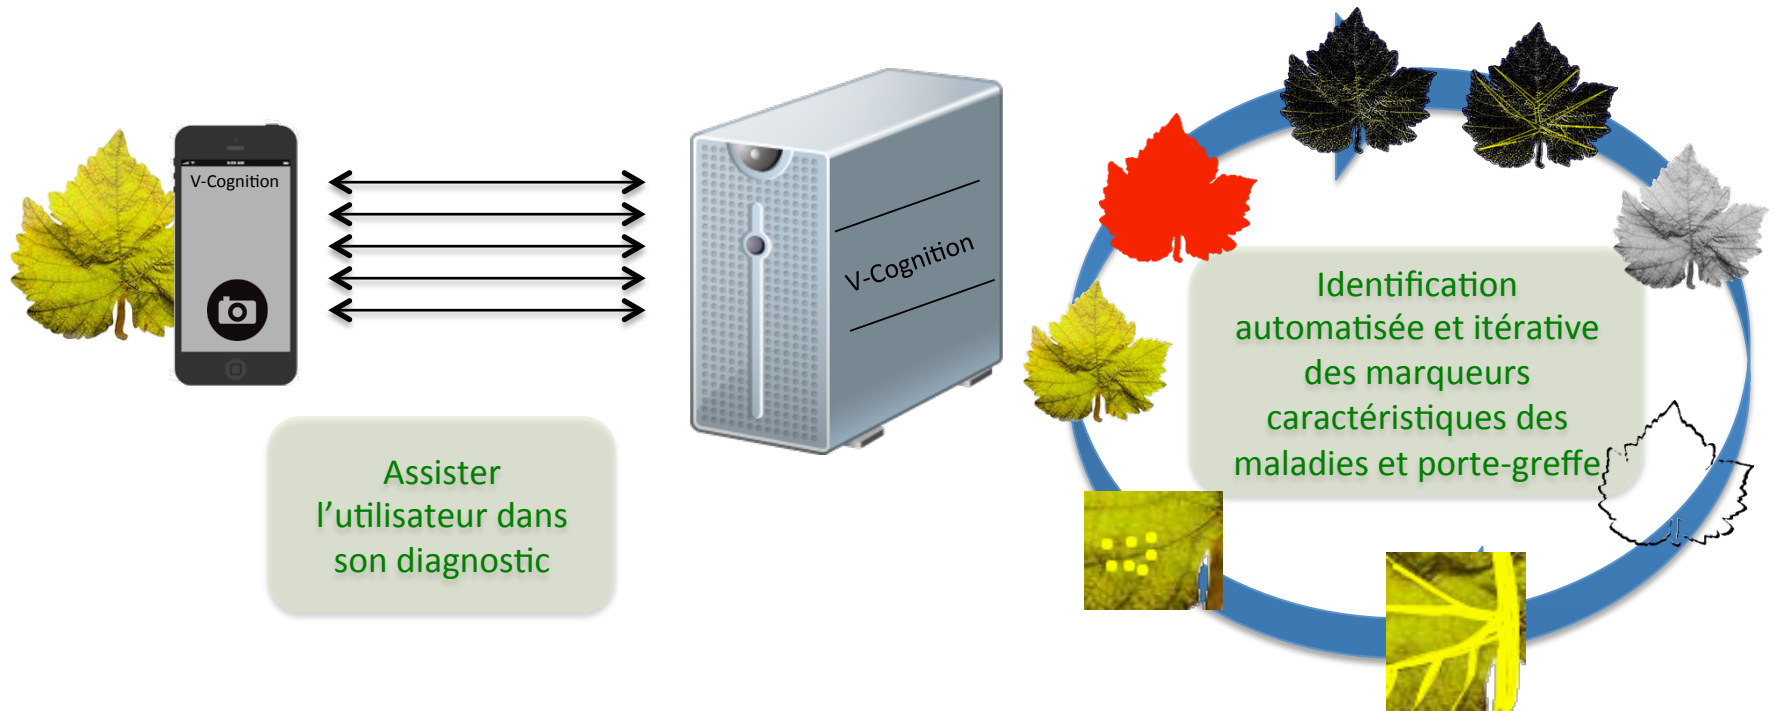 V-Cognition
V-Cognition
Assister
l'utilisateur dans
son diagnostic
Identification
automatisée et itérative
des marqueurs
caractéristiques des
maladies et porte-greffe